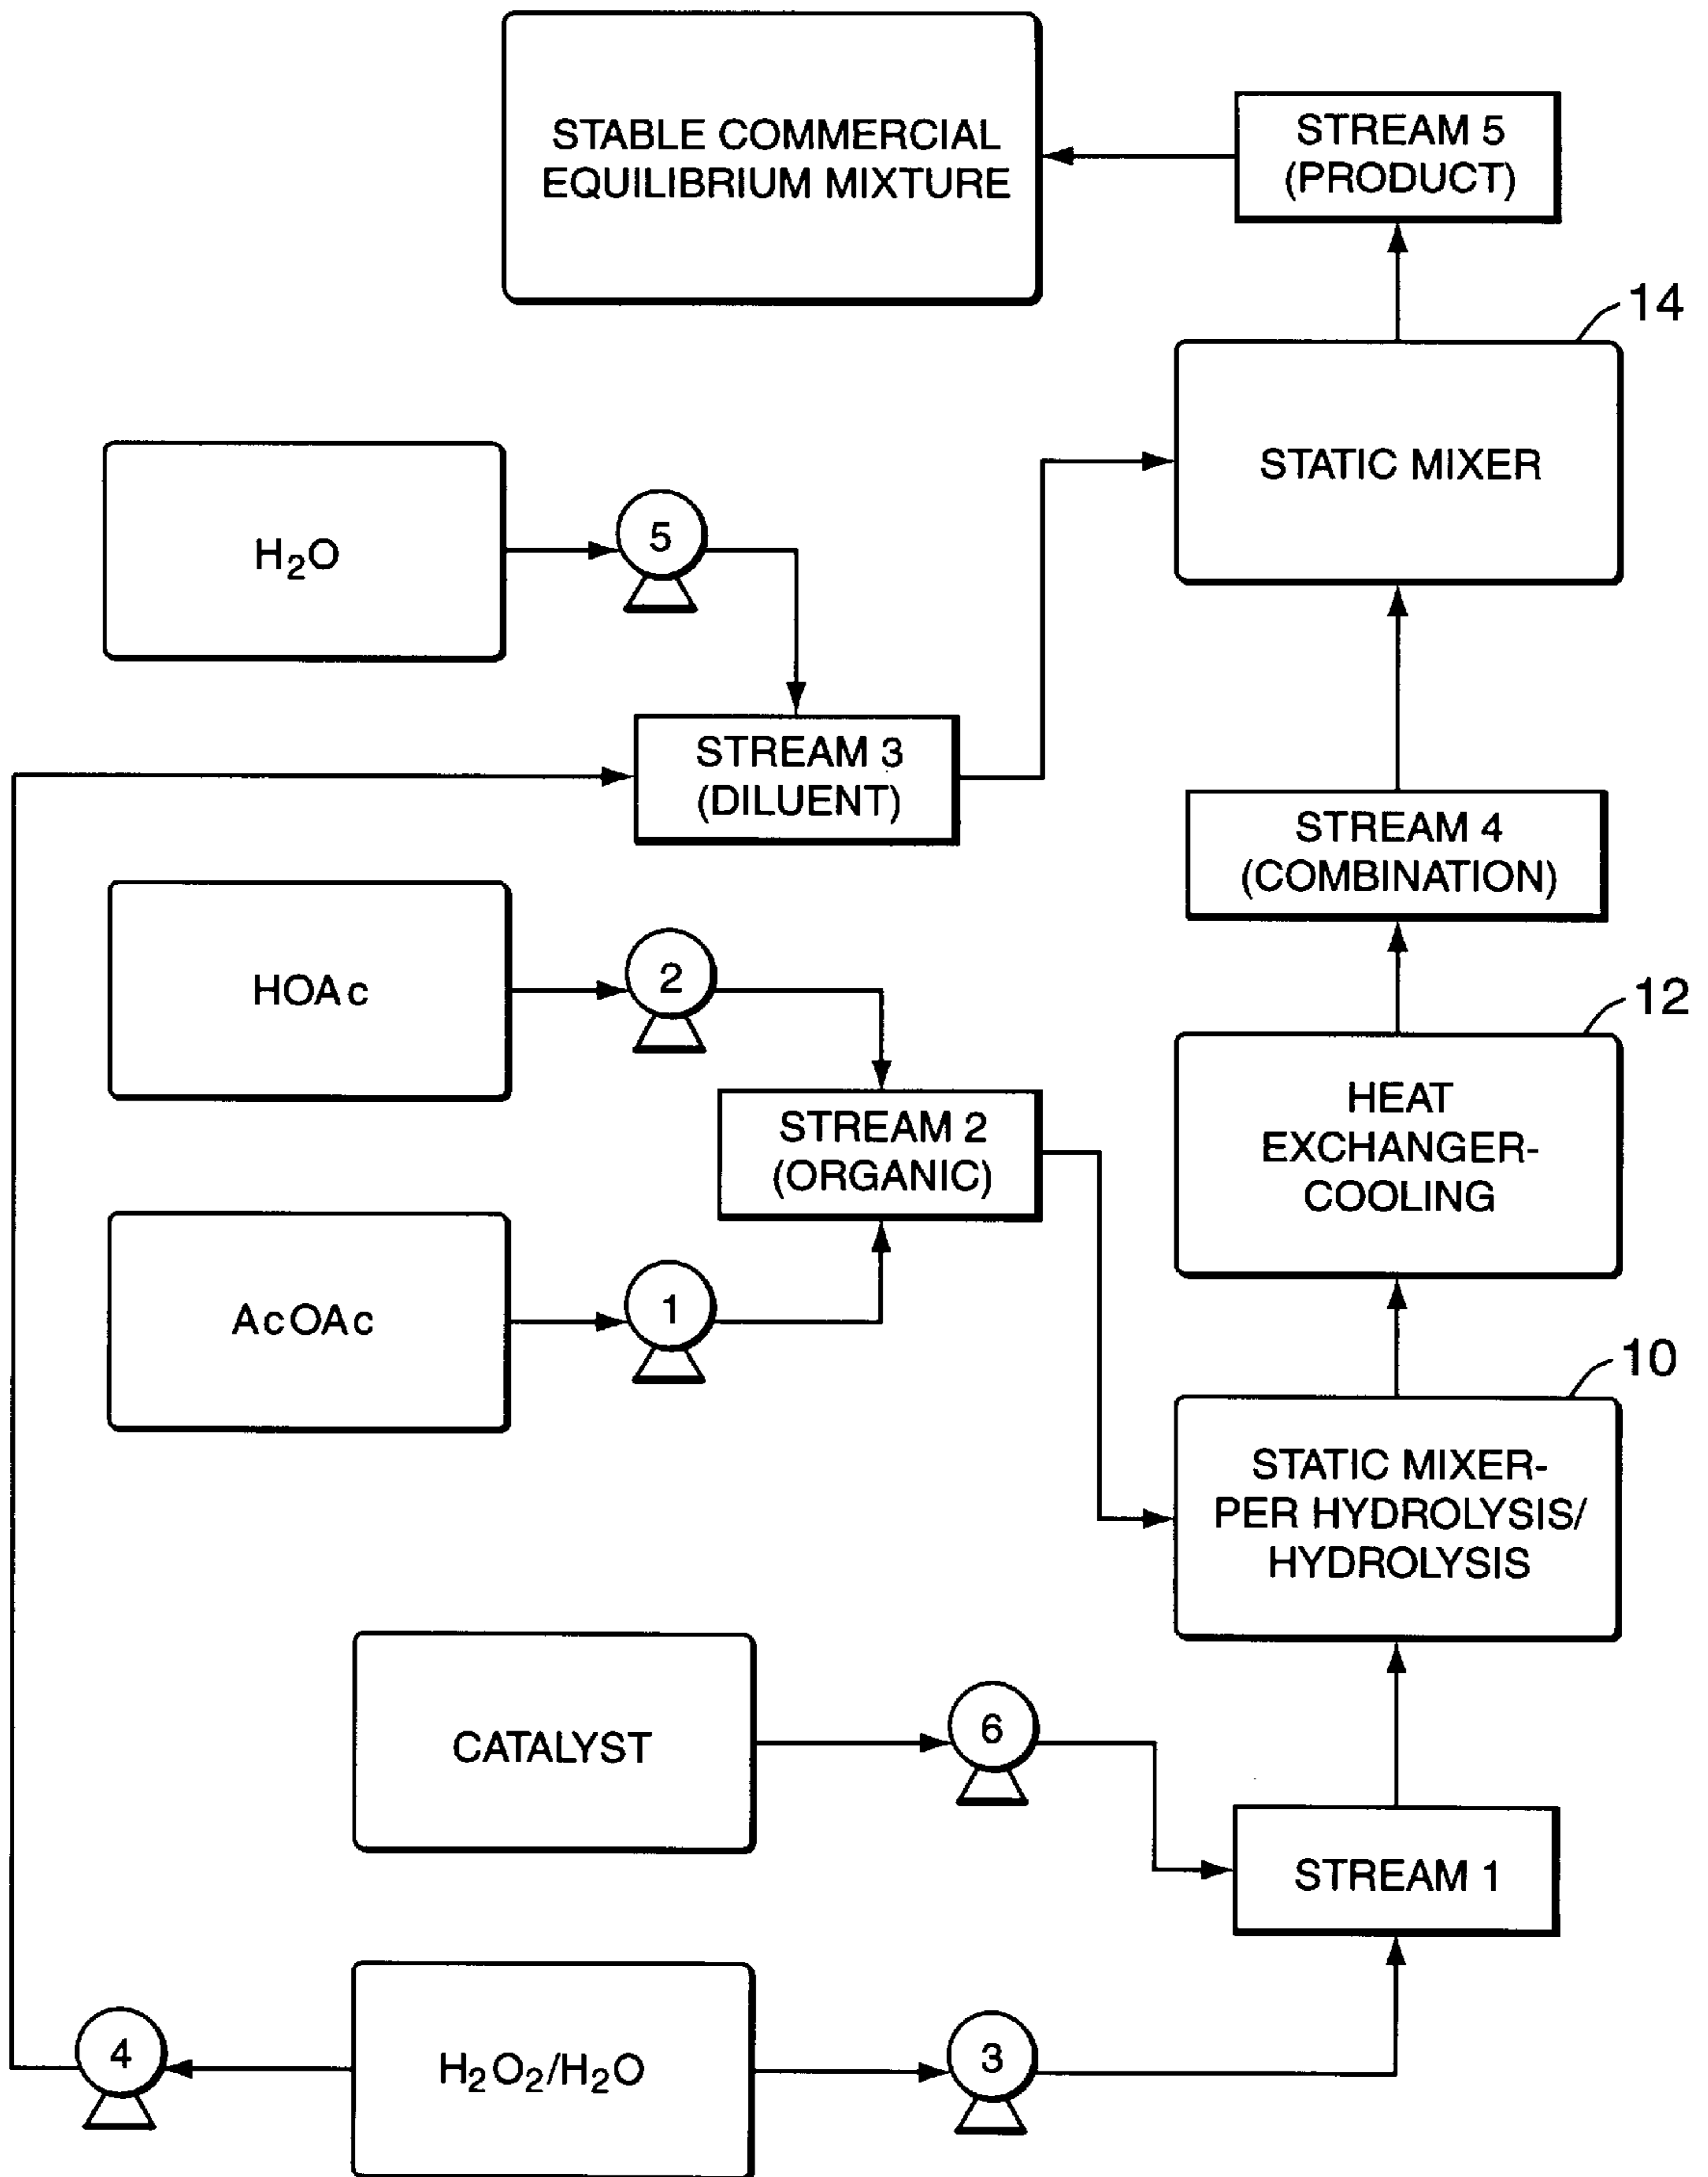 STABLE COMMERCIAL
EQUILIBRIUM MIXTURE
STREAM 5
(PRODUCT)
14
STATIC MIXER
H₂O
5
STREAM 3
(DILUENT)
STREAM 4
(COMBINATION)
HOAc
2
12
HEAT
EXCHANGER-
COOLING
STREAM 2
(ORGANIC)
AcOAc
1
10
STATIC MIXER-
PER HYDROLYSIS/
HYDROLYSIS
CATALYST
6
STREAM 1
4
H₂O₂/H₂O
3